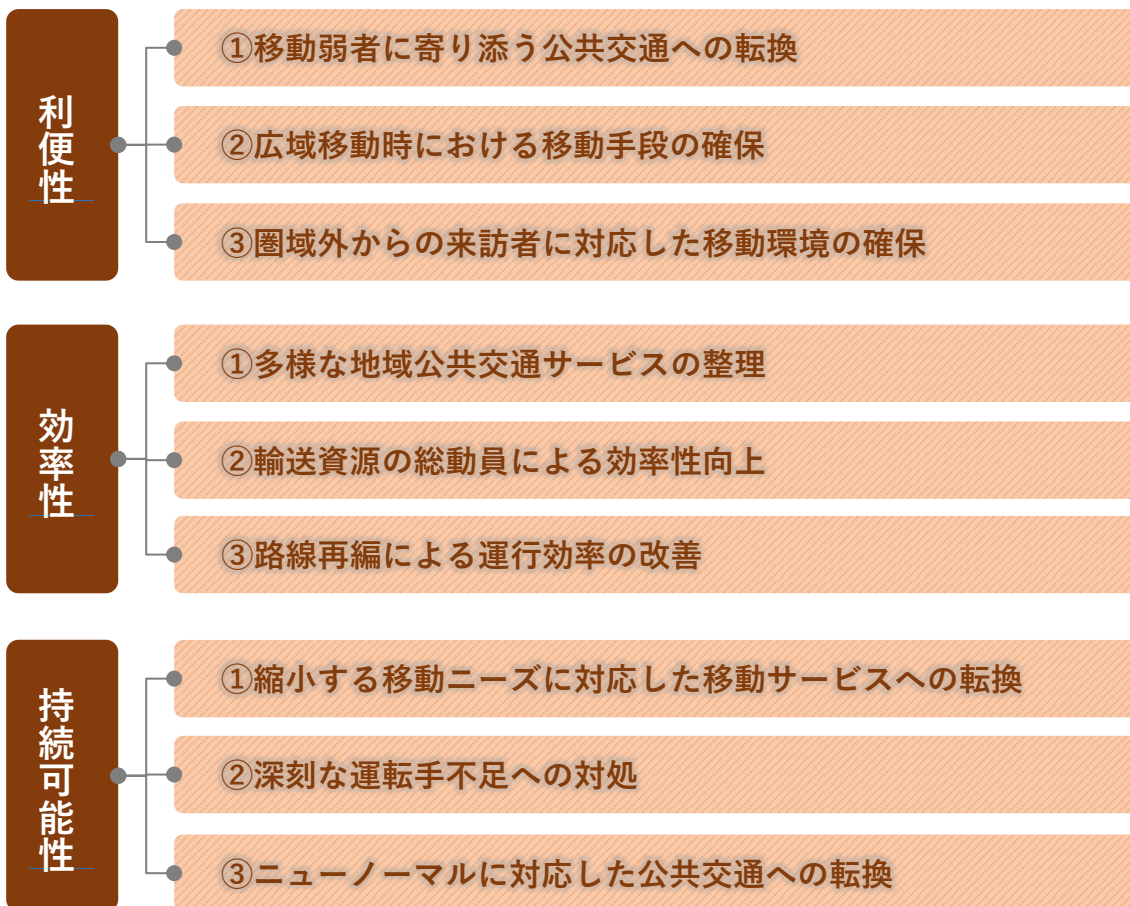 利便性
①移動弱者に寄り添う公共交通への転換
②広域移動時における移動手段の確保
③圏域外からの来訪者に対応した移動環境の確保
効率性
①多様な地域公共交通サービスの整理
②輸送資源の総動員による効率性向上
③路線再編による運行効率の改善
持続可能性
①縮小する移動ニーズに対応した移動サービスへの転換
②深刻な運転手不足への対処
③ニューノーマルに対応した公共交通への転換